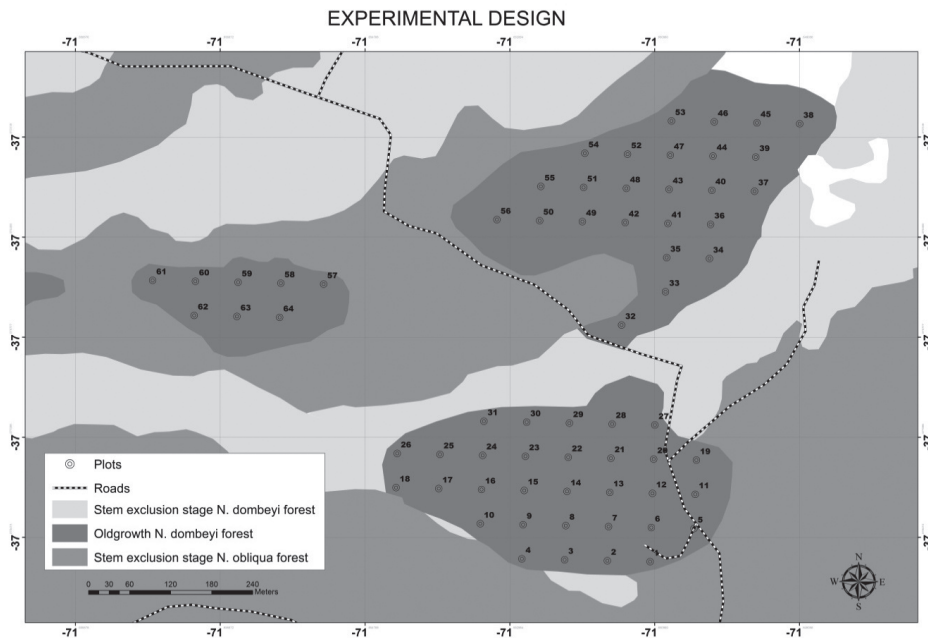 EXPERIMENTAL DESIGN
-71 -71 -71 -71 -71 -71
53 46 45 38
-37 -37
54 52 47 44 39
55 51 48 43 40 37
56 50 49 42 41 36
-37 -37
35 34
61 60 59 58 57
33
62 63 64
32
-37 -37
31 30 29 28 27
-37 -37
26 25 24 23 22 21 20 19
18 17 16 15 14 13 12 11
10 9 8 7 6 5
-37 -37
4 3 2
Plots
Roads
Stem exclusion stage N. dombeyi forest
Oldgrowth N. dombeyi forest
Stem exclusion stage N. obliqua forest
0 30 60 120 180 240
Meters
N
W E
S
-71 -71 -71 -71 -71 -71